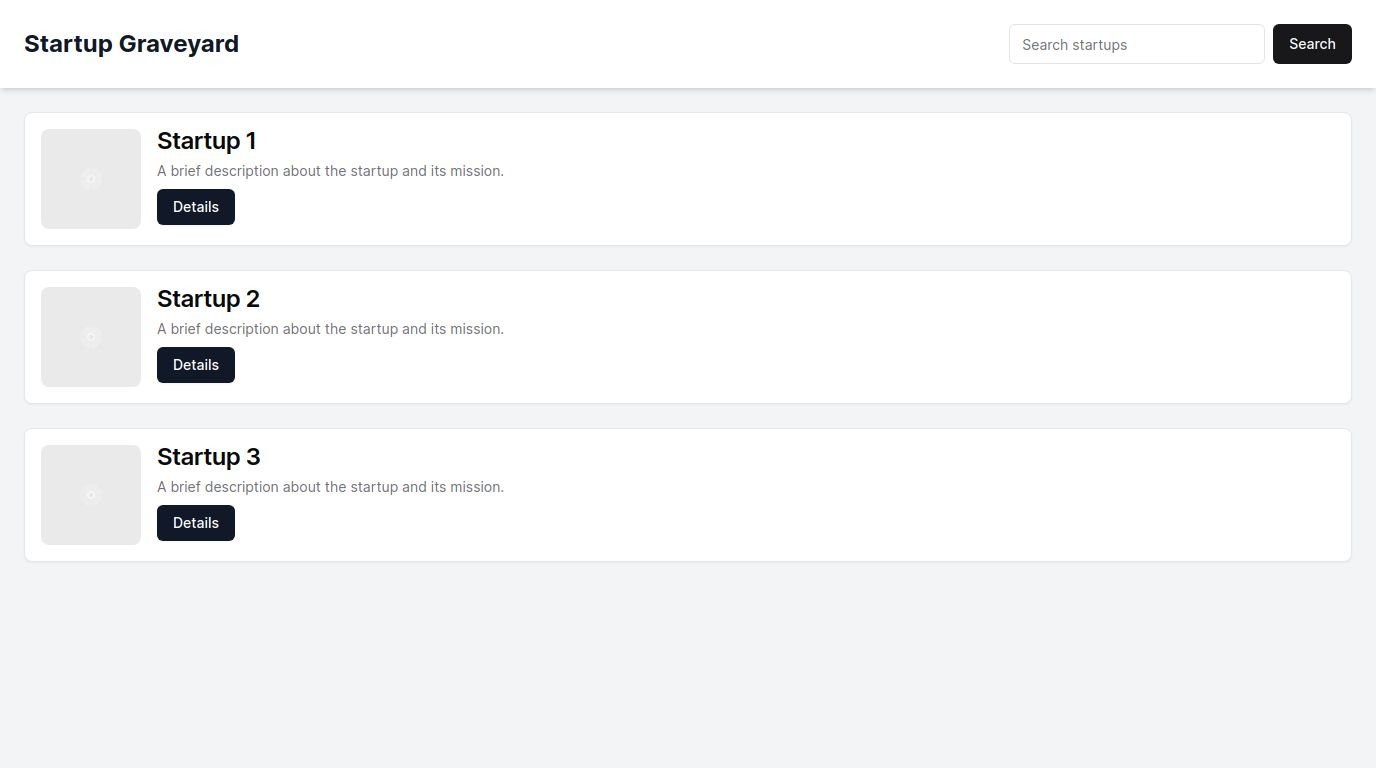 Startup Graveyard
Search startups
Search
Startup 1
A brief description about the startup and its mission.
Details
Startup 2
A brief description about the startup and its mission.
Details
Startup 3
A brief description about the startup and its mission.
Details